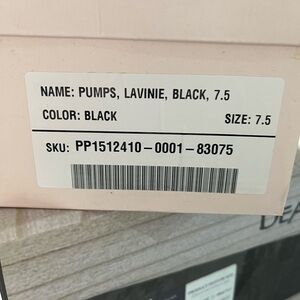 NAME: PUMPS, LAVINIE, BLACK, 7.5
COLOR: BLACK SIZE: 7.5
SKU: PP1512410-0001-83075